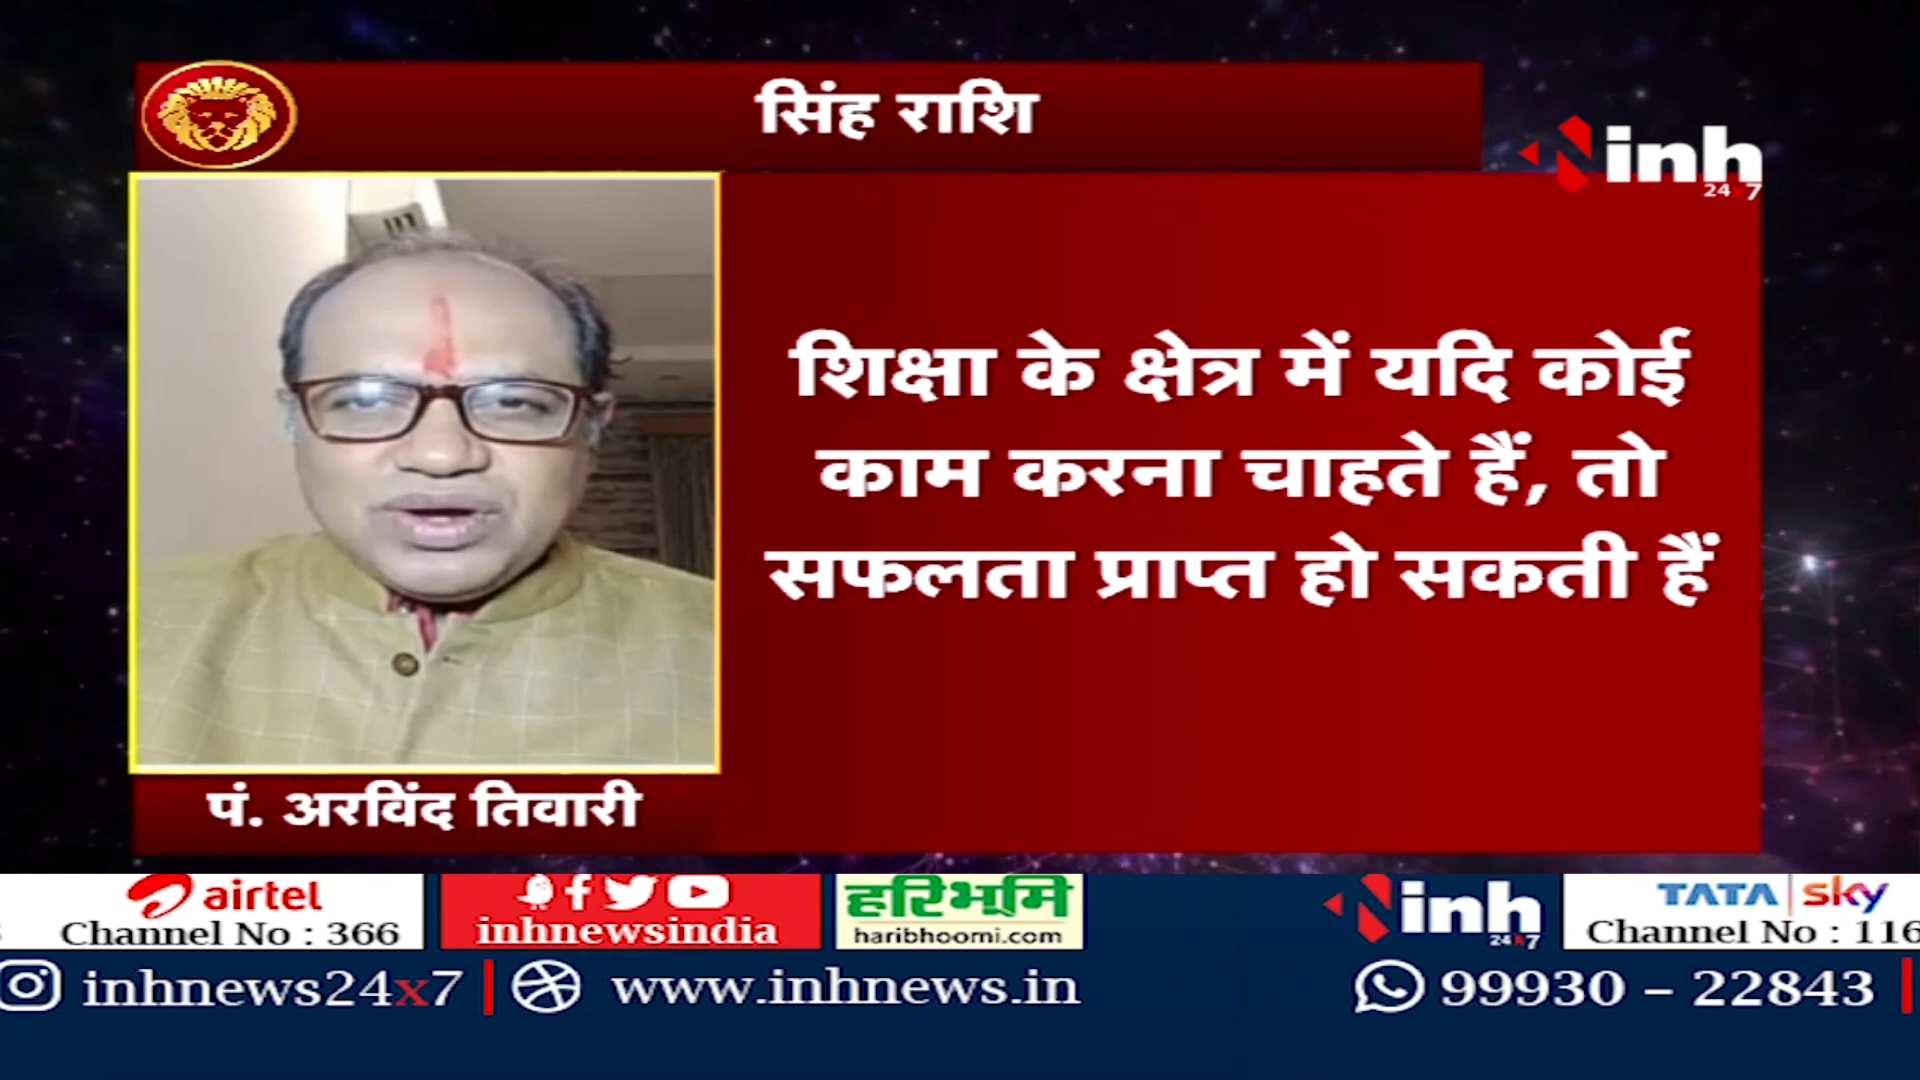 सिंह राशि
inh
24x7
शिक्षा के क्षेत्र में यदि कोई
काम करना चाहते हैं, तो
सफलता प्राप्त हो सकती हैं
पं. अरविंद तिवारी
airtel
Channel No : 366
inhnewsindia
हरिभूमि
haribhoomi.com
inh
24x7
TATA sky
Channel No : 116
inhnews24x7
www.inhnews.in
99930 - 22843